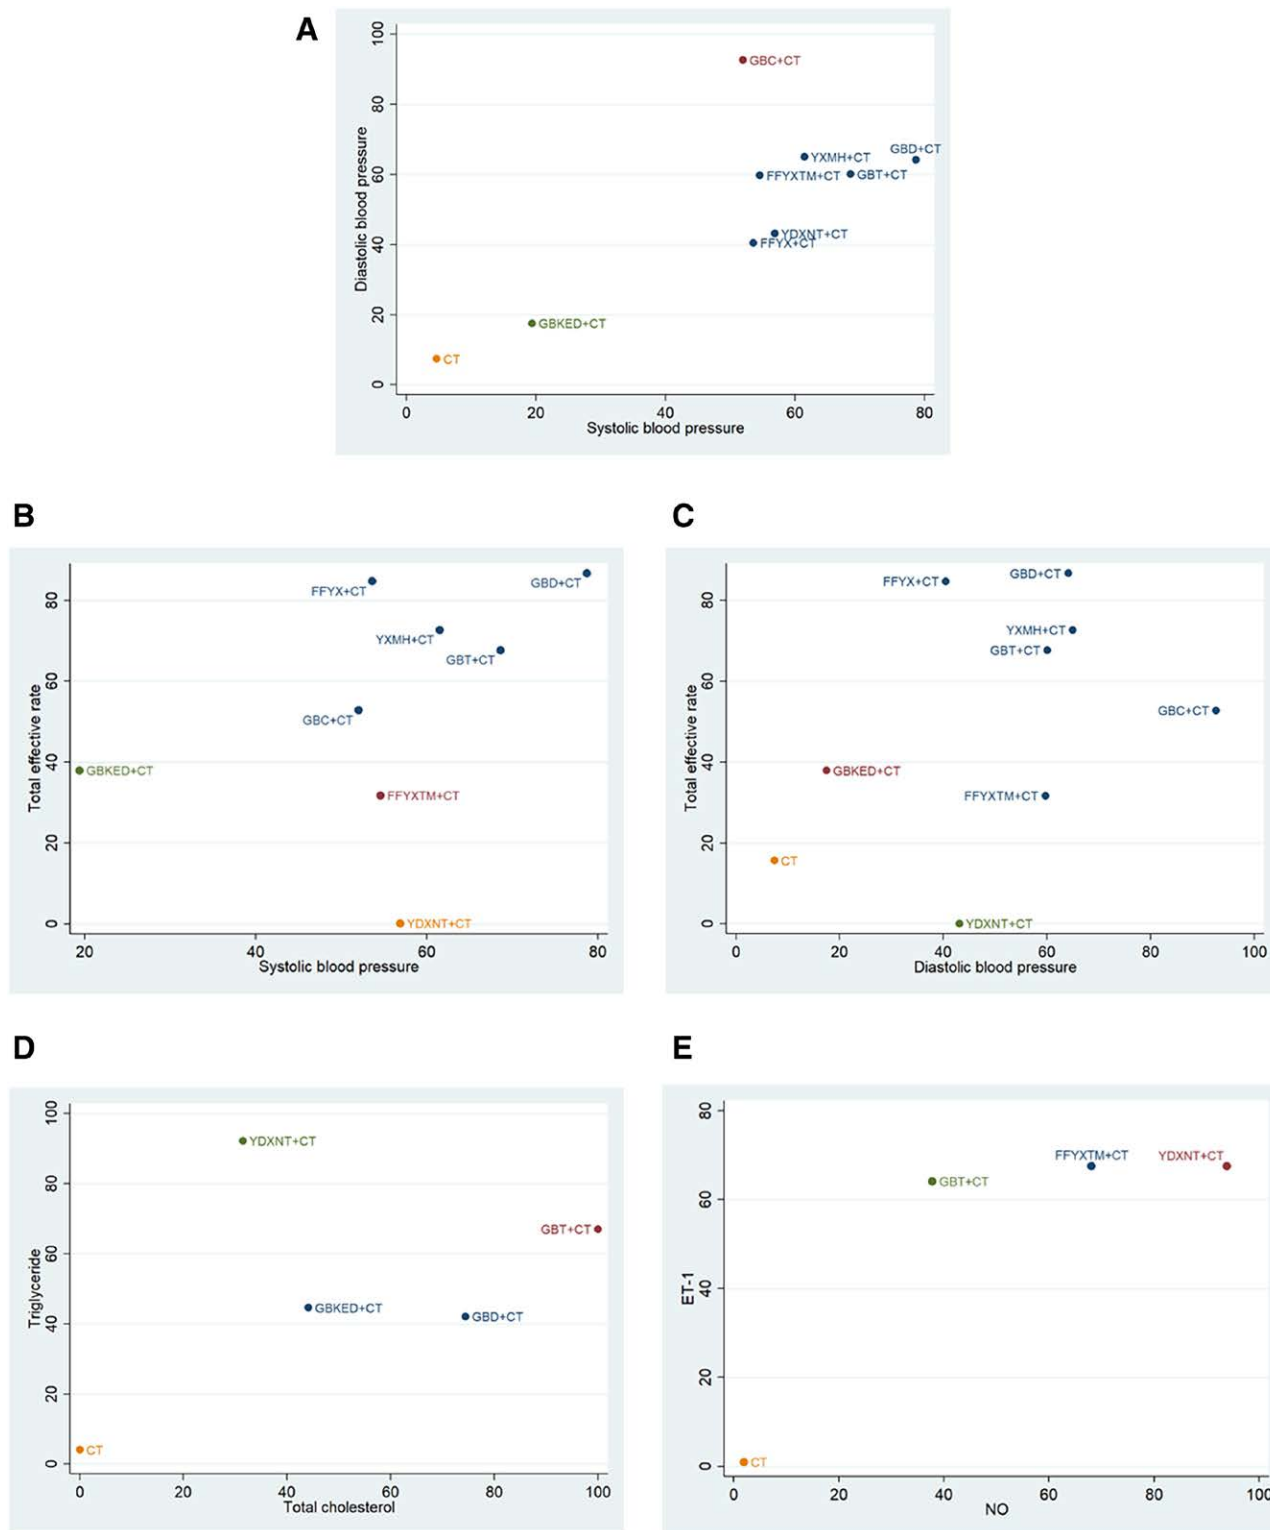 A
100
80
60
40
20
0
Diastolic blood pressure
GBC+CT
GBD+CT
YXMH+CT
FFYXTM+CT
GBT+CT
YDXNT+CT
FFYX+CT
GBKED+CT
CT
0 20 40 60 80
Systolic blood pressure
B
80
60
40
20
0
Total effective rate
FFYX+CT
GBD+CT
YXMH+CT
GBT+CT
GBC+CT
GBKED+CT
FFYXTM+CT
YDXNT+CT
20 40 60 80
Systolic blood pressure
C
80
60
40
20
0
Total effective rate
GBD+CT
FFYX+CT
YXMH+CT
GBT+CT
GBC+CT
GBKED+CT
FFYXTM+CT
CT
YDXNT+CT
0 20 40 60 80 100
Diastolic blood pressure
D
100
80
60
40
20
0
Triglyceride
YDXNT+CT
GBT+CT
GBKED+CT
GBD+CT
CT
0 20 40 60 80 100
Total cholesterol
E
80
60
40
20
0
ET-1
FFYXTM+CT
YDXNT+CT
GBT+CT
CT
0 20 40 60 80 100
NO